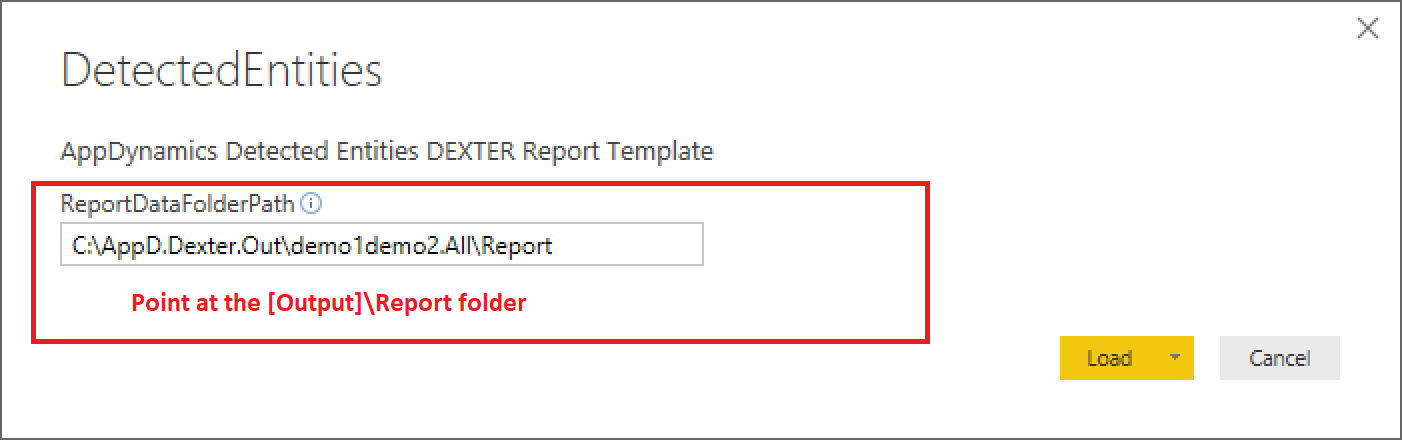 DetectedEntities
AppDynamics Detected Entities DEXTER Report Template
ReportDataFolderPath
C:\AppD.Dexter.Out\demo1demo2.All\Report
Point at the [Output]\Report folder
Load
Cancel